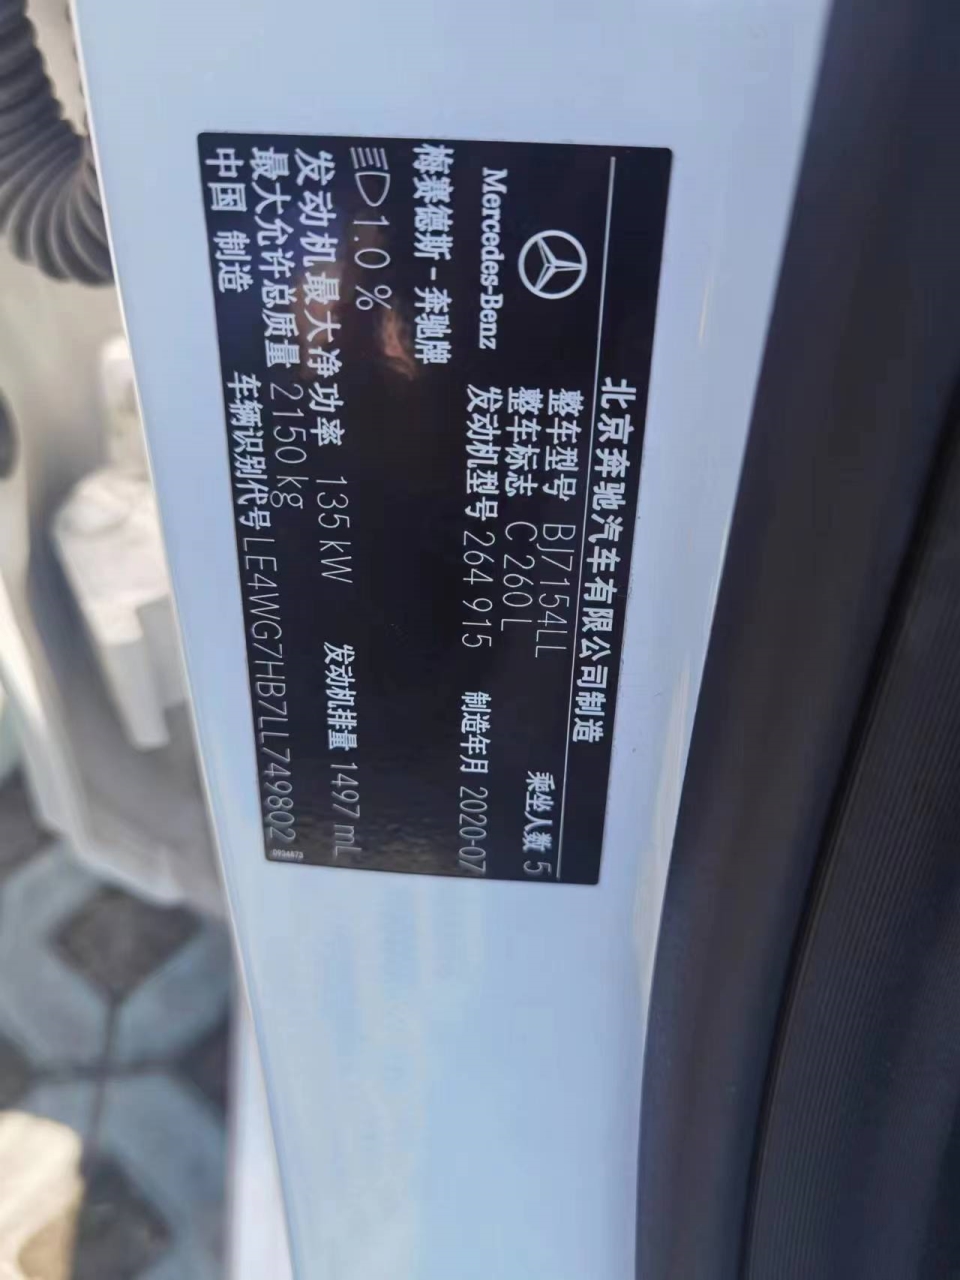 北京奔驰汽车有限公司制造
整车型号 BJ7154LL 乘坐人数 5
Mercedes-Benz 整车标志 C 260 L
发动机型号 264 915 制造年月 2020-07
梅赛德斯-奔驰牌
1.0 %
发动机最大净功率 135 kW 发动机排量 1497 mL
最大允许总质量 2150 kg
中国 制造 车辆识别代号 LE4WG7HB7LL749802